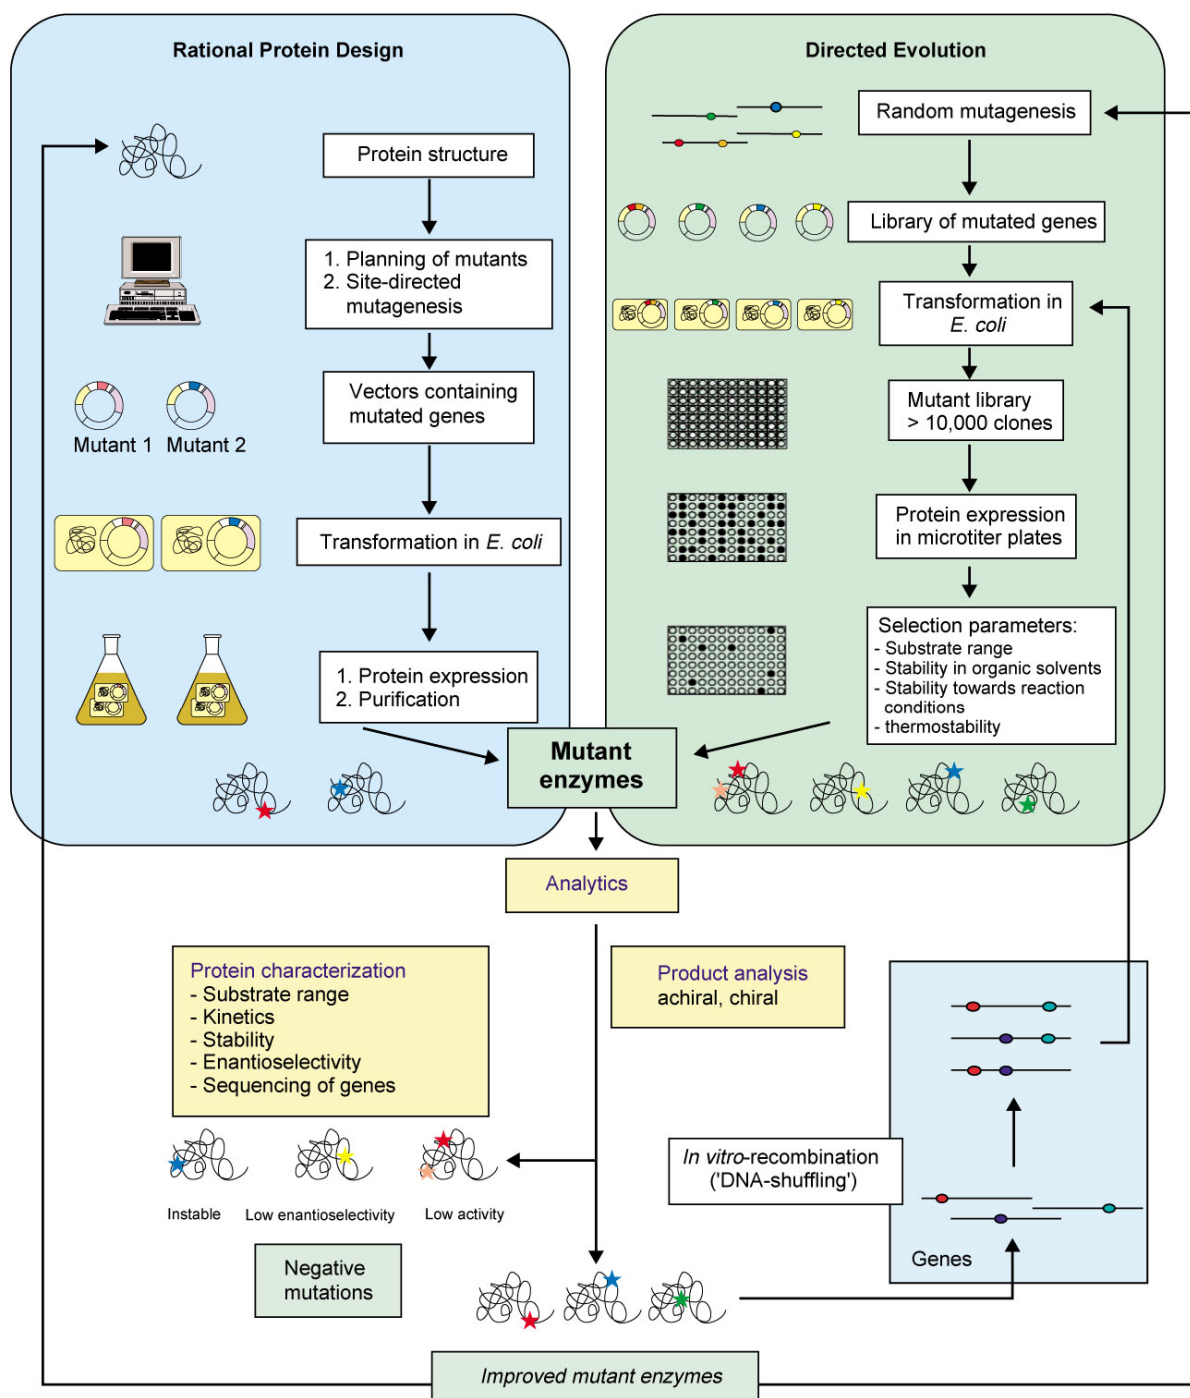 Rational Protein Design
Protein structure
1. Planning of mutants
2. Site-directed
mutagenesis
Vectors containing
mutated genes
Mutant 1
Mutant 2
Transformation in E. coli
1. Protein expression
2. Purification
Directed Evolution
Random mutagenesis
Library of mutated genes
Transformation in
E. coli
Mutant library
> 10,000 clones
Protein expression
in microtiter plates
Selection parameters:
- Substrate range
- Stability in organic solvents
- Stability towards reaction
conditions
- thermostability
Mutant
enzymes
Analytics
Protein characterization
- Substrate range
- Kinetics
- Stability
- Enantioselectivity
- Sequencing of genes
Product analysis
achiral, chiral
Instable
Low enantioselectivity
Low activity
Negative
mutations
In vitro-recombination
('DNA-shuffling')
Genes
Improved mutant enzymes